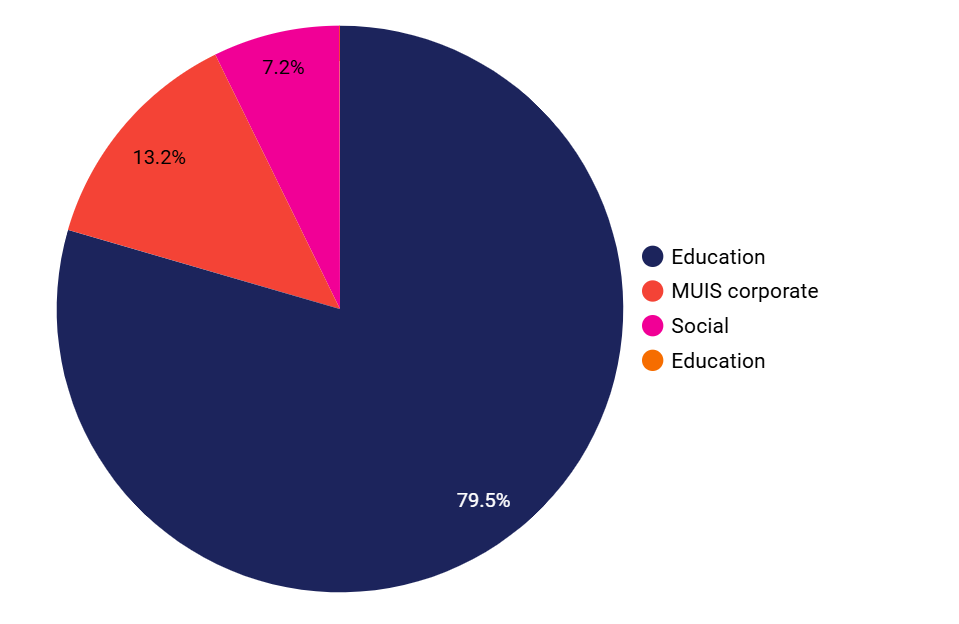 7.2%
13.2%
79.5%
Education
MUIS corporate
Social
Education